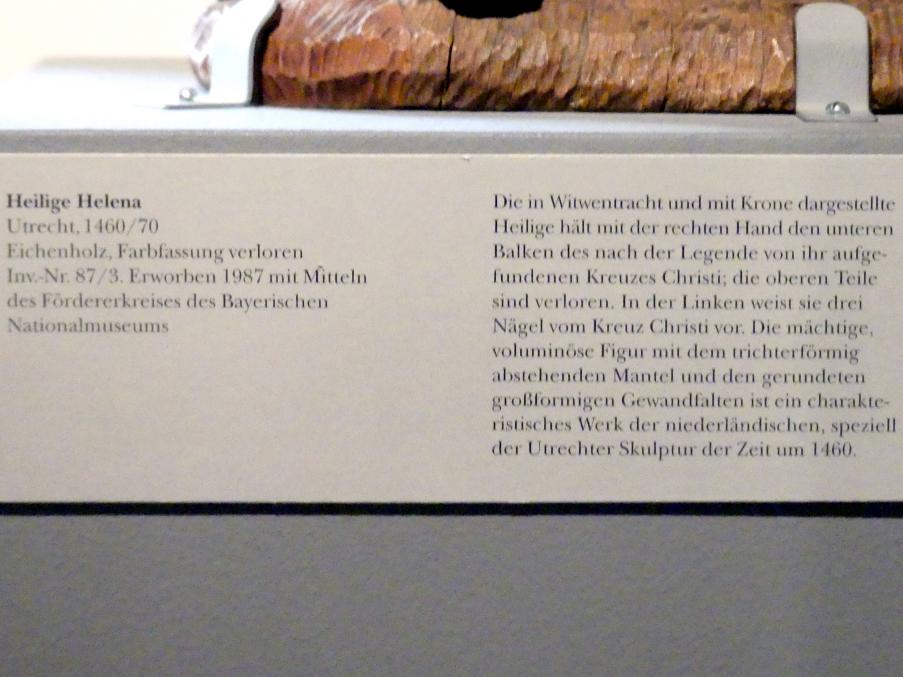 Heilige Helena
Utrecht, 1460/70
Eichenholz, Farbfassung verloren
Inv.-Nr. 87/3. Erworben 1987 mit Mitteln
des Fördererkreises des Bayerischen
Nationalmuseums
Die in Witwentracht und mit Krone dargestellte
Heilige hält mit der rechten Hand den unteren
Balken des nach der Legende von ihr aufge-
fundenen Kreuzes Christi; die oberen Teile
sind verloren. In der Linken weist sie drei
Nägel vom Kreuz Christi vor. Die mächtige,
voluminöse Figur mit dem trichterförmig
abstehenden Mantel und den gerundeten
großformigen Gewandfalten ist ein charakte-
ristisches Werk der niederländischen, speziell
der Utrechter Skulptur der Zeit um 1460.